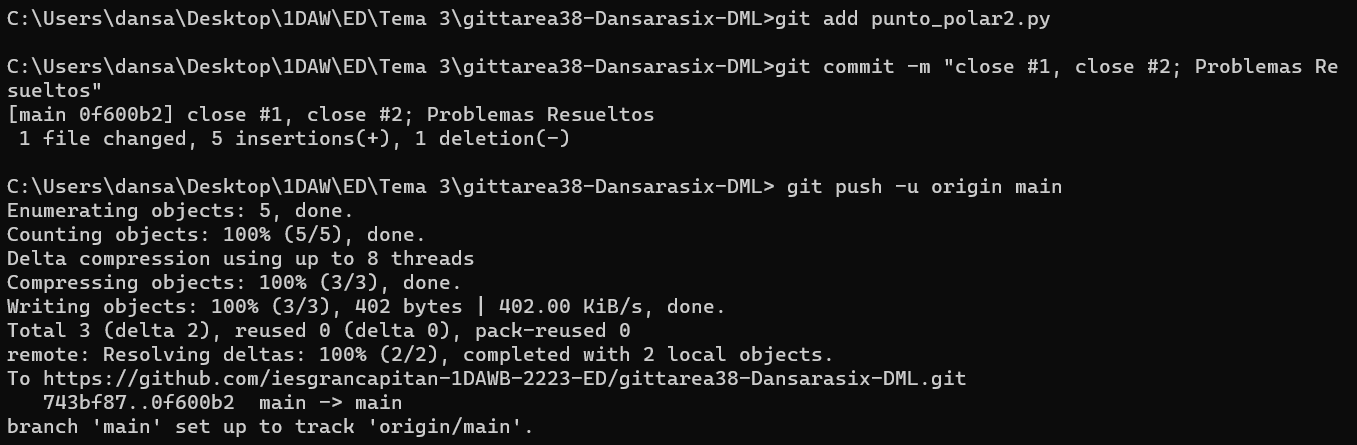 C:\Users\dansa\Desktop\1DAW\ED\Tema 3\gittarea38-Dansarasix-DML>git add punto_polar2.py
C:\Users\dansa\Desktop\1DAW\ED\Tema 3\gittarea38-Dansarasix-DML>git commit -m "close #1, close #2; Problemas Re
sueltos"
[main 0f600b2] close #1, close #2; Problemas Resueltos
 1 file changed, 5 insertions(+), 1 deletion(-)
C:\Users\dansa\Desktop\1DAW\ED\Tema 3\gittarea38-Dansarasix-DML> git push -u origin main
Enumerating objects: 5, done.
Counting objects: 100% (5/5), done.
Delta compression using up to 8 threads
Compressing objects: 100% (3/3), done.
Writing objects: 100% (3/3), 402 bytes | 402.00 KiB/s, done.
Total 3 (delta 2), reused 0 (delta 0), pack-reused 0
remote: Resolving deltas: 100% (2/2), completed with 2 local objects.
To https://github.com/iesgrancapitan-1DAWB-2223-ED/gittarea38-Dansarasix-DML.git
   743bf87..0f600b2  main -> main
branch 'main' set up to track 'origin/main'.